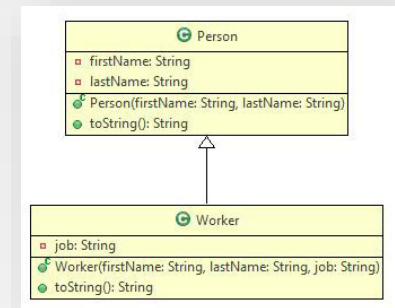 Person
firstName: String
lastName: String
Person(firstName: String, lastName: String)
toString(): String
Worker
job: String
Worker(firstName: String, lastName: String, job: String)
toString(): String